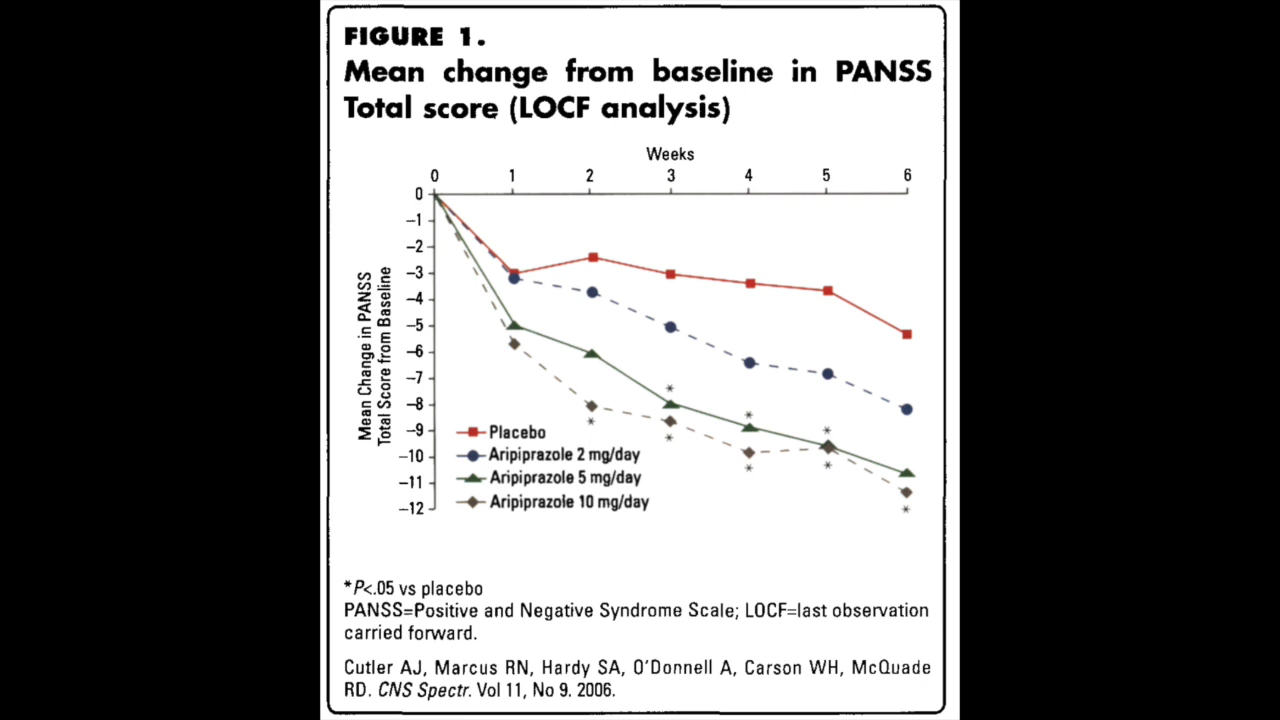 FIGURE 1.
Mean change from baseline in PANSS
Total score (LOCF analysis)
Weeks
0 1 2 3 4 5 6
0
–1
–2
–3
–4
–5
–6
–7
–8
–9
–10
–11
–12
Mean Change in PANSS
Total Score from Baseline
*
*
*
*
*
*
*
*
Placebo
Aripiprazole 2 mg/day
Aripiprazole 5 mg/day
Aripiprazole 10 mg/day
*P<.05 vs placebo
PANSS=Positive and Negative Syndrome Scale; LOCF=last observation
carried forward.
Cutler AJ, Marcus RN, Hardy SA, O'Donnell A, Carson WH, McQuade
RD. CNS Spectr. Vol 11, No 9. 2006.